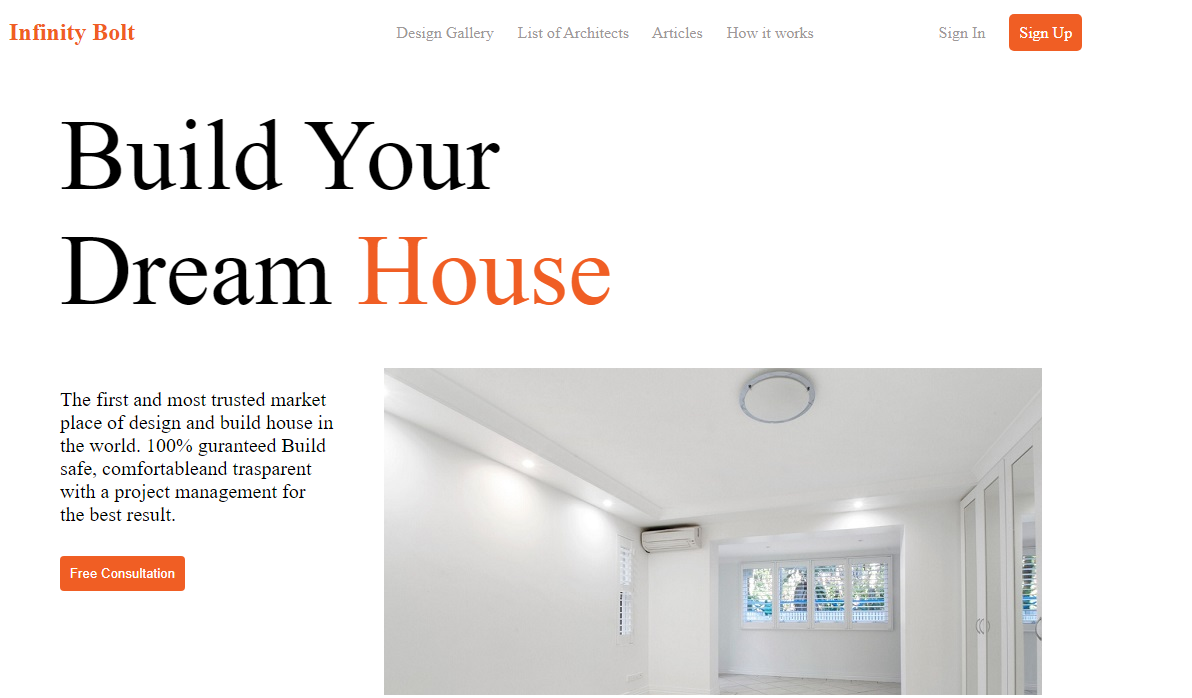 Infinity Bolt
Design Gallery
List of Architects
Articles
How it works
Sign In
Sign Up
Build Your
Dream House
The first and most trusted market
place of design and build house in
the world. 100% guranteed Build
safe, comfortableand trasparent
with a project management for
the best result.
Free Consultation